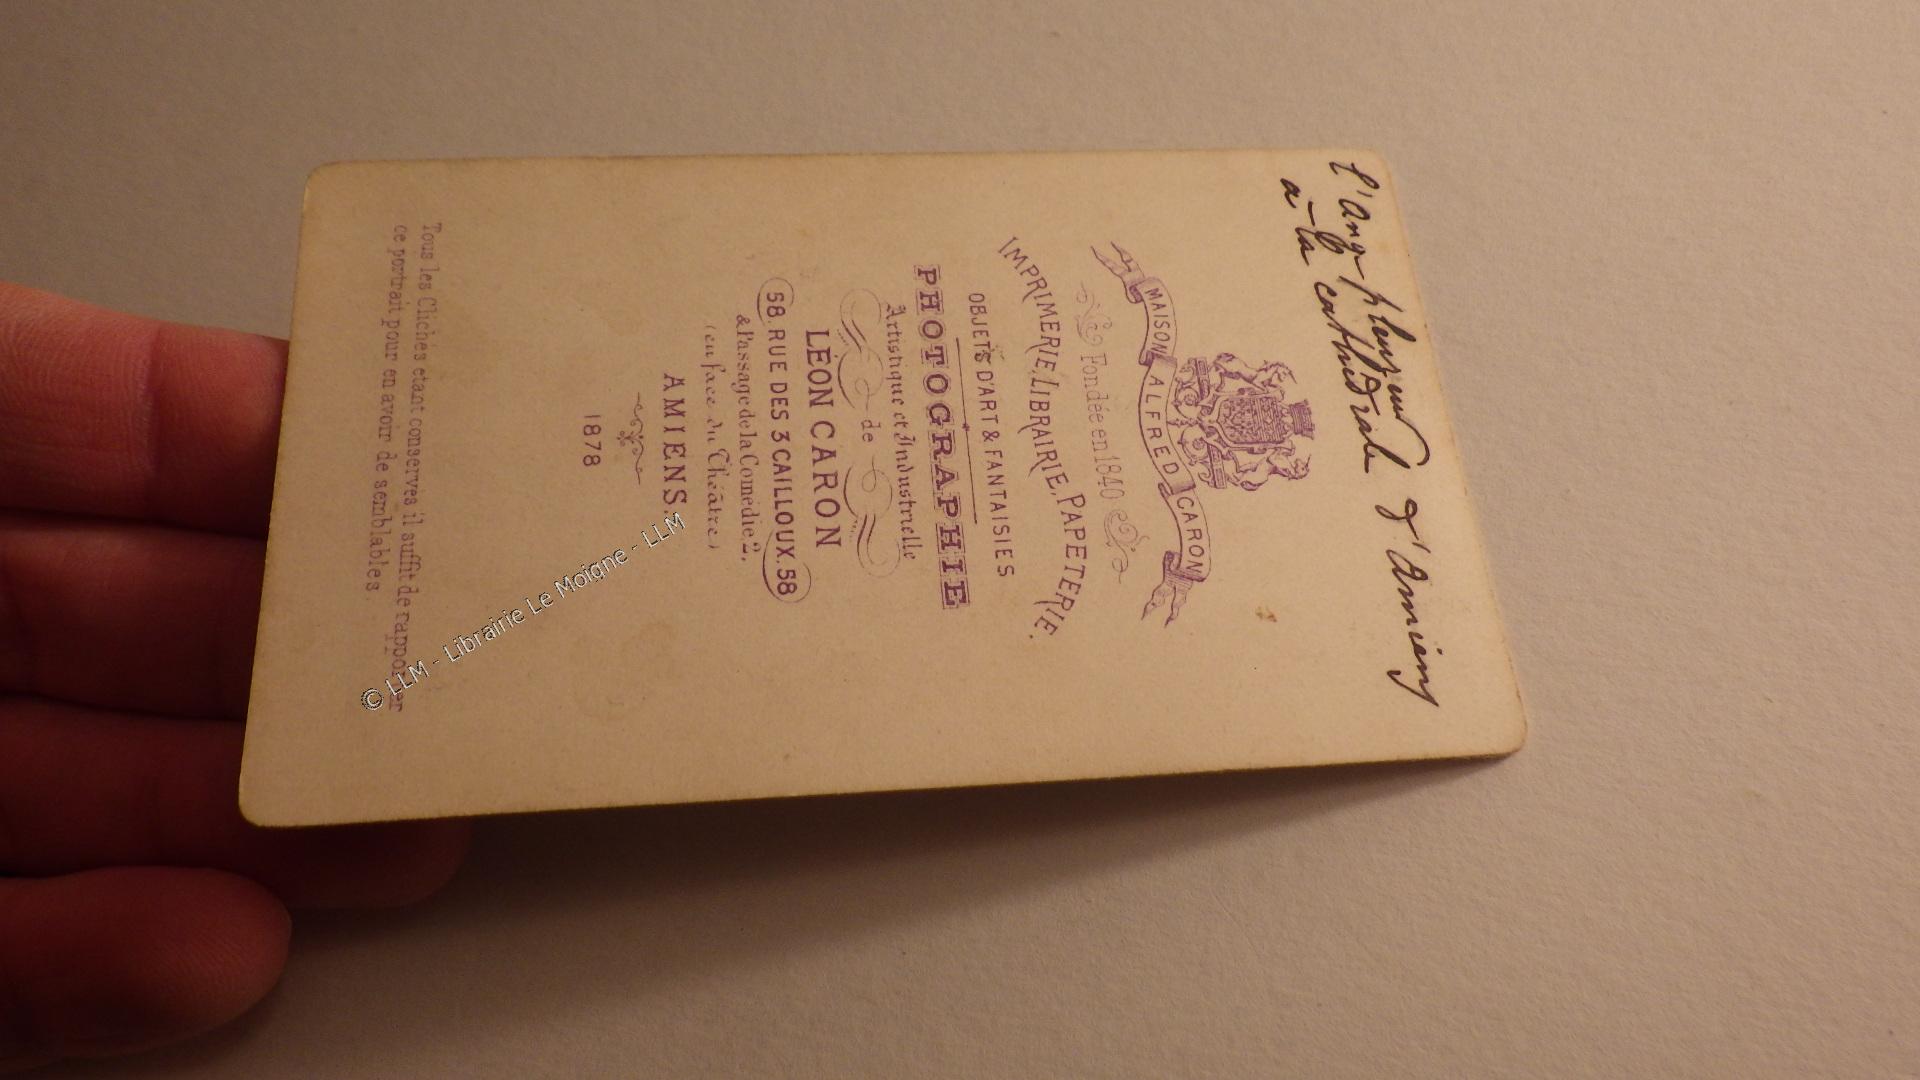 l'ange pleureur
à la cathédrale d'Amiens
MAISON ALFRED CARON
Fondée en 1840
IMPRIMERIE, LIBRAIRIE, PAPETERIE.
OBJETS D'ART & FANTAISIES
PHOTOGRAPHIE
Artistique et Industrielle
de
LÉON CARON
58. RUE DES 3 CAILLOUX. 58
& Passage de la Comédie 2.
(en face du Théâtre)
AMIENS.
1878
Tous les Clichés etant conservés il suffit de rapporter
ce portrait pour en avoir de semblables
© LLM - Librairie Le Moigne - LLM